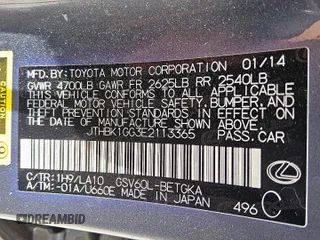 MFD. BY: TOYOTA MOTOR CORPORATION 01/14
GVWR 4700LB GAWR FR 2625LB RR 2540LB
THIS VEHICLE CONFORMS TO ALL APPLICABLE
FEDERAL MOTOR VEHICLE SAFETY, BUMPER, AND
THEFT PREVENTION STANDARDS IN EFFECT ON
THE DATE OF MANUFACTURE SHOWN ABOVE.
JTHBK1GG3E2113365 PASS.CAR
C/TR: 1H9/LA10 GSV60L-BETGKA
A/TM: -01A/U660E MADE IN JAPAN
496 C
CAUTION
DREAMBID